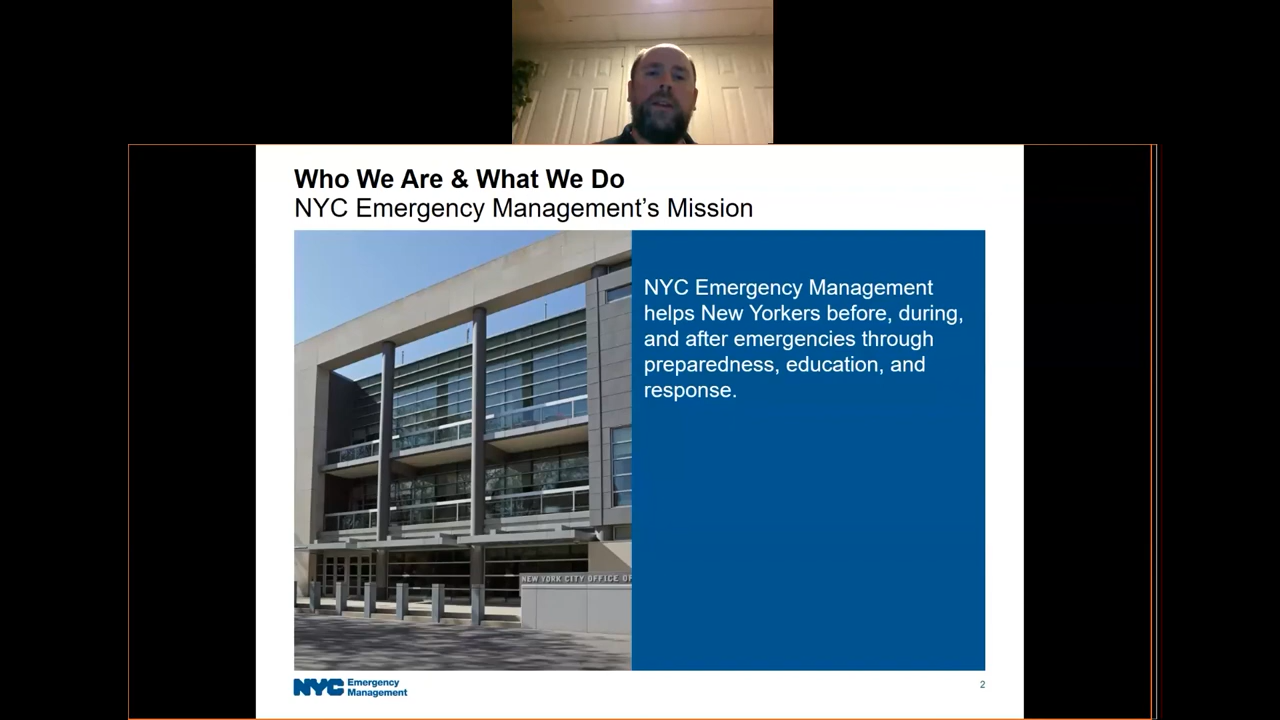 Who We Are & What We Do
NYC Emergency Management’s Mission
NYC Emergency Management
helps New Yorkers before, during,
and after emergencies through
preparedness, education, and
response.
NEW YORK CITY OFFICE OF
NYC Emergency
Management
2